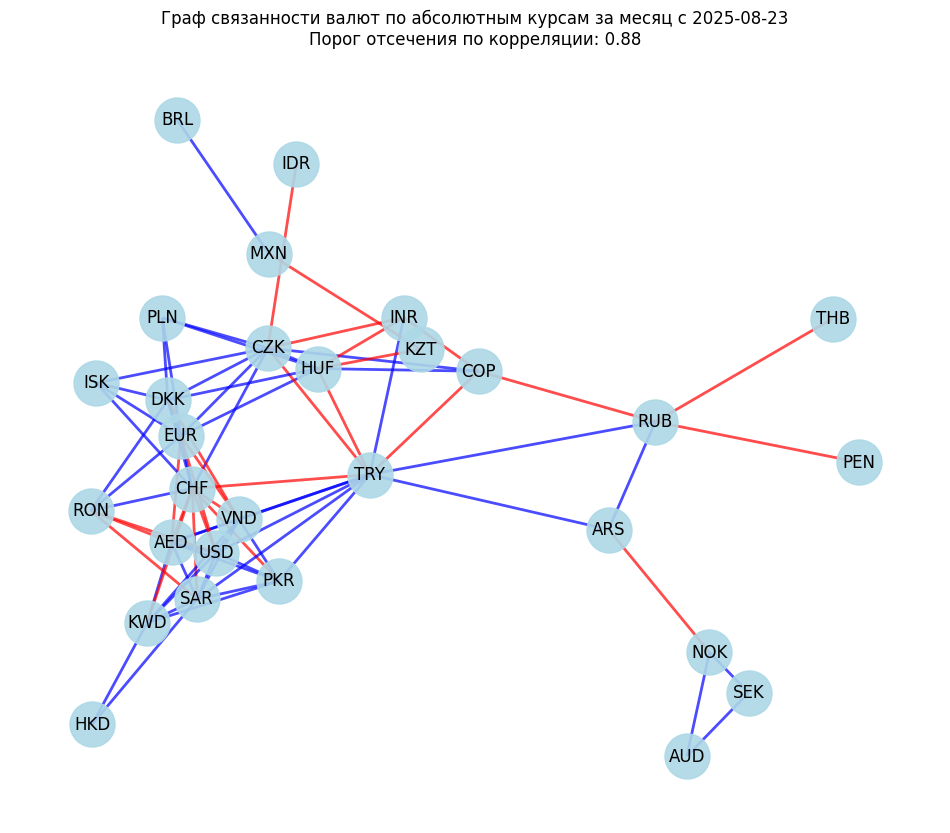 Граф связанности валют по абсолютным курсам за месяц с 2025-08-23
Порог отсечения по корреляции: 0.88
BRL
IDR
MXN
PLN
INR
THB
CZK
KZT
HUF
COP
ISK
DKK
RUB
EUR
PEN
TRY
CHF
RON
VND
ARS
AED
USD
PKR
SAR
KWD
NOK
SEK
HKD
AUD